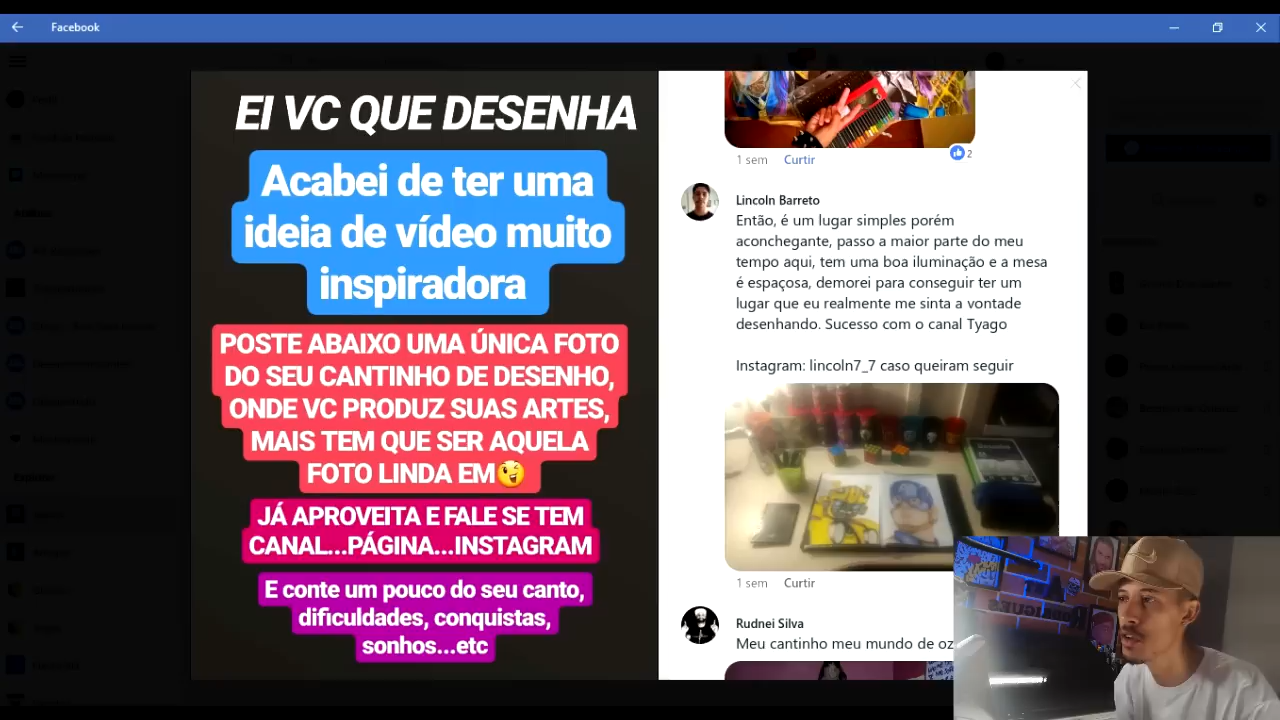 Facebook
EI VC QUE DESENHA
Acabei de ter uma
ideia de vídeo muito
inspiradora
POSTE ABAIXO UMA ÚNICA FOTO
DO SEU CANTINHO DE DESENHO,
ONDE VC PRODUZ SUAS ARTES,
MAIS TEM QUE SER AQUELA
FOTO LINDA EM😉
JÁ APROVEITA E FALE SE TEM
CANAL...PÁGINA...INSTAGRAM
E conte um pouco do seu canto,
dificuldades, conquistas,
sonhos...etc
1 sem Curtir
2
Lincoln Barreto
Então, é um lugar simples porém
aconchegante, passo a maior parte do meu
tempo aqui, tem uma boa iluminação e a mesa
é espaçosa, demorei para conseguir ter um
lugar que eu realmente me sinta a vontade
desenhando. Sucesso com o canal Tyago
Instagram: lincoln7_7 caso queiram seguir
1 sem Curtir
Rudnei Silva
Meu cantinho meu mundo de oz